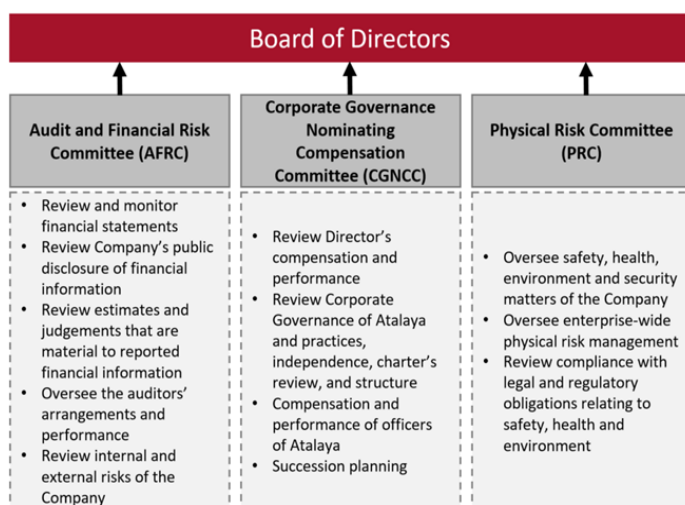 Board of Directors
Audit and Financial Risk
Committee (AFRC)
• Review and monitor
financial statements
• Review Company's public
disclosure of financial
information
• Review estimates and
judgements that are
material to reported
financial information
• Oversee the auditors'
arrangements and
performance
• Review internal and
external risks of the
Company
Corporate Governance
Nominating
Compensation
Committee (CGNCC)
• Review Director's
compensation and
performance
• Review Corporate
Governance of Atalaya
and practices,
independence, charter's
review, and structure
• Compensation and
performance of officers
of Atalaya
• Succession planning
Physical Risk Committee
(PRC)
• Oversee safety, health,
environment and security
matters of the Company
• Oversee enterprise-wide
physical risk management
• Review compliance with
legal and regulatory
obligations relating to
safety, health and
environment